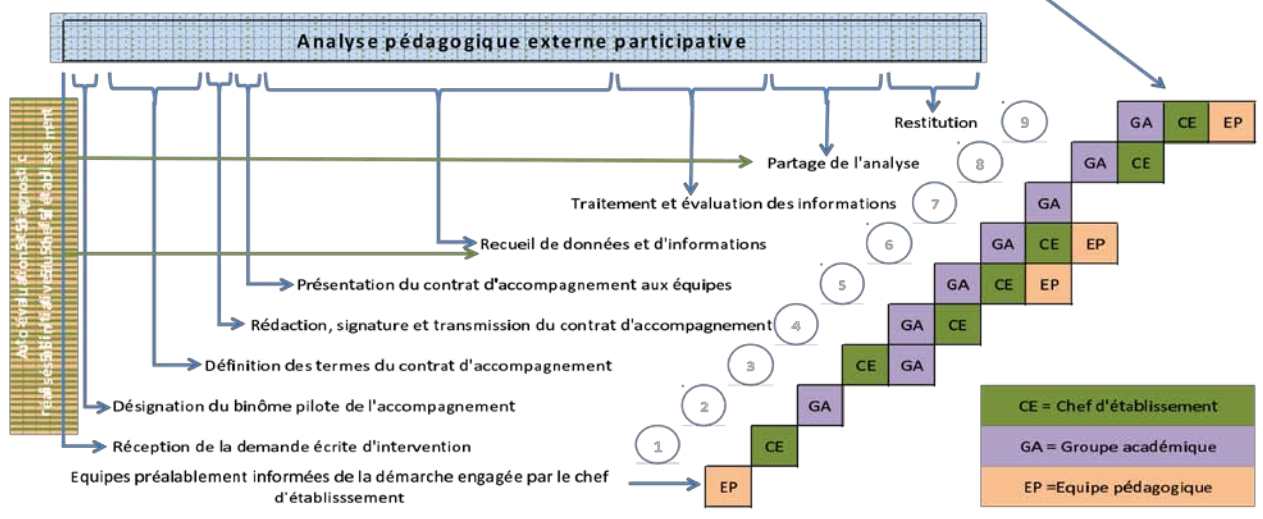 Analyse pédagogique externe participative
Restitution 9 GA CE EP
Partage de l'analyse 8 GA CE
Traitement et évaluation des informations 7 GA
Recueil de données et d'informations 6 GA CE EP
Présentation du contrat d'accompagnement aux équipes 5 GA CE EP
Rédaction, signature et transmission du contrat d'accompagnement 4 GA CE
Définition des termes du contrat d'accompagnement 3 CE GA
Désignation du binôme pilote de l'accompagnement 2 GA
Réception de la demande écrite d'intervention 1 CE
Equipes préalablement informées de la démarche engagée par le chef
d'établisssement
EP
CE = Chef d'établissement
GA = Groupe académique
EP =Equipe pédagogique